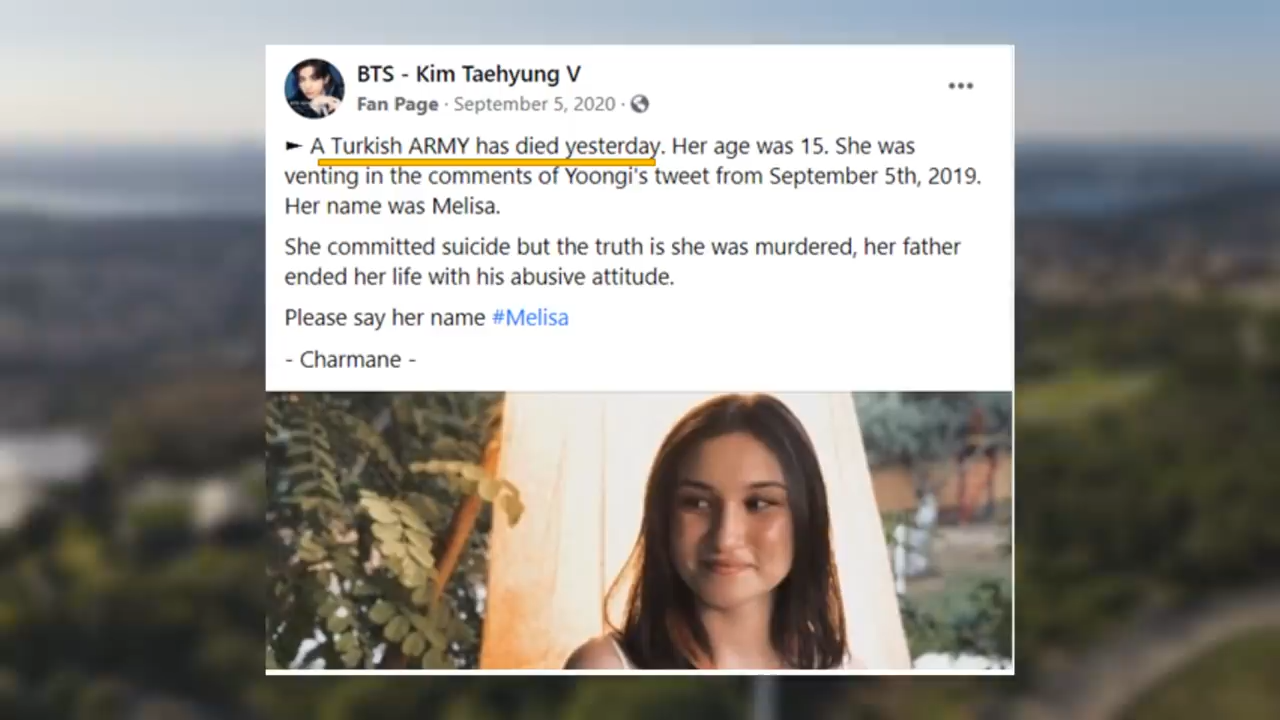 BTS - Kim Taehyung V
Fan Page · September 5, 2020 ·
► A Turkish ARMY has died yesterday. Her age was 15. She was
venting in the comments of Yoongi's tweet from September 5th, 2019.
Her name was Melisa.
She committed suicide but the truth is she was murdered, her father
ended her life with his abusive attitude.
Please say her name #Melisa
- Charmane -